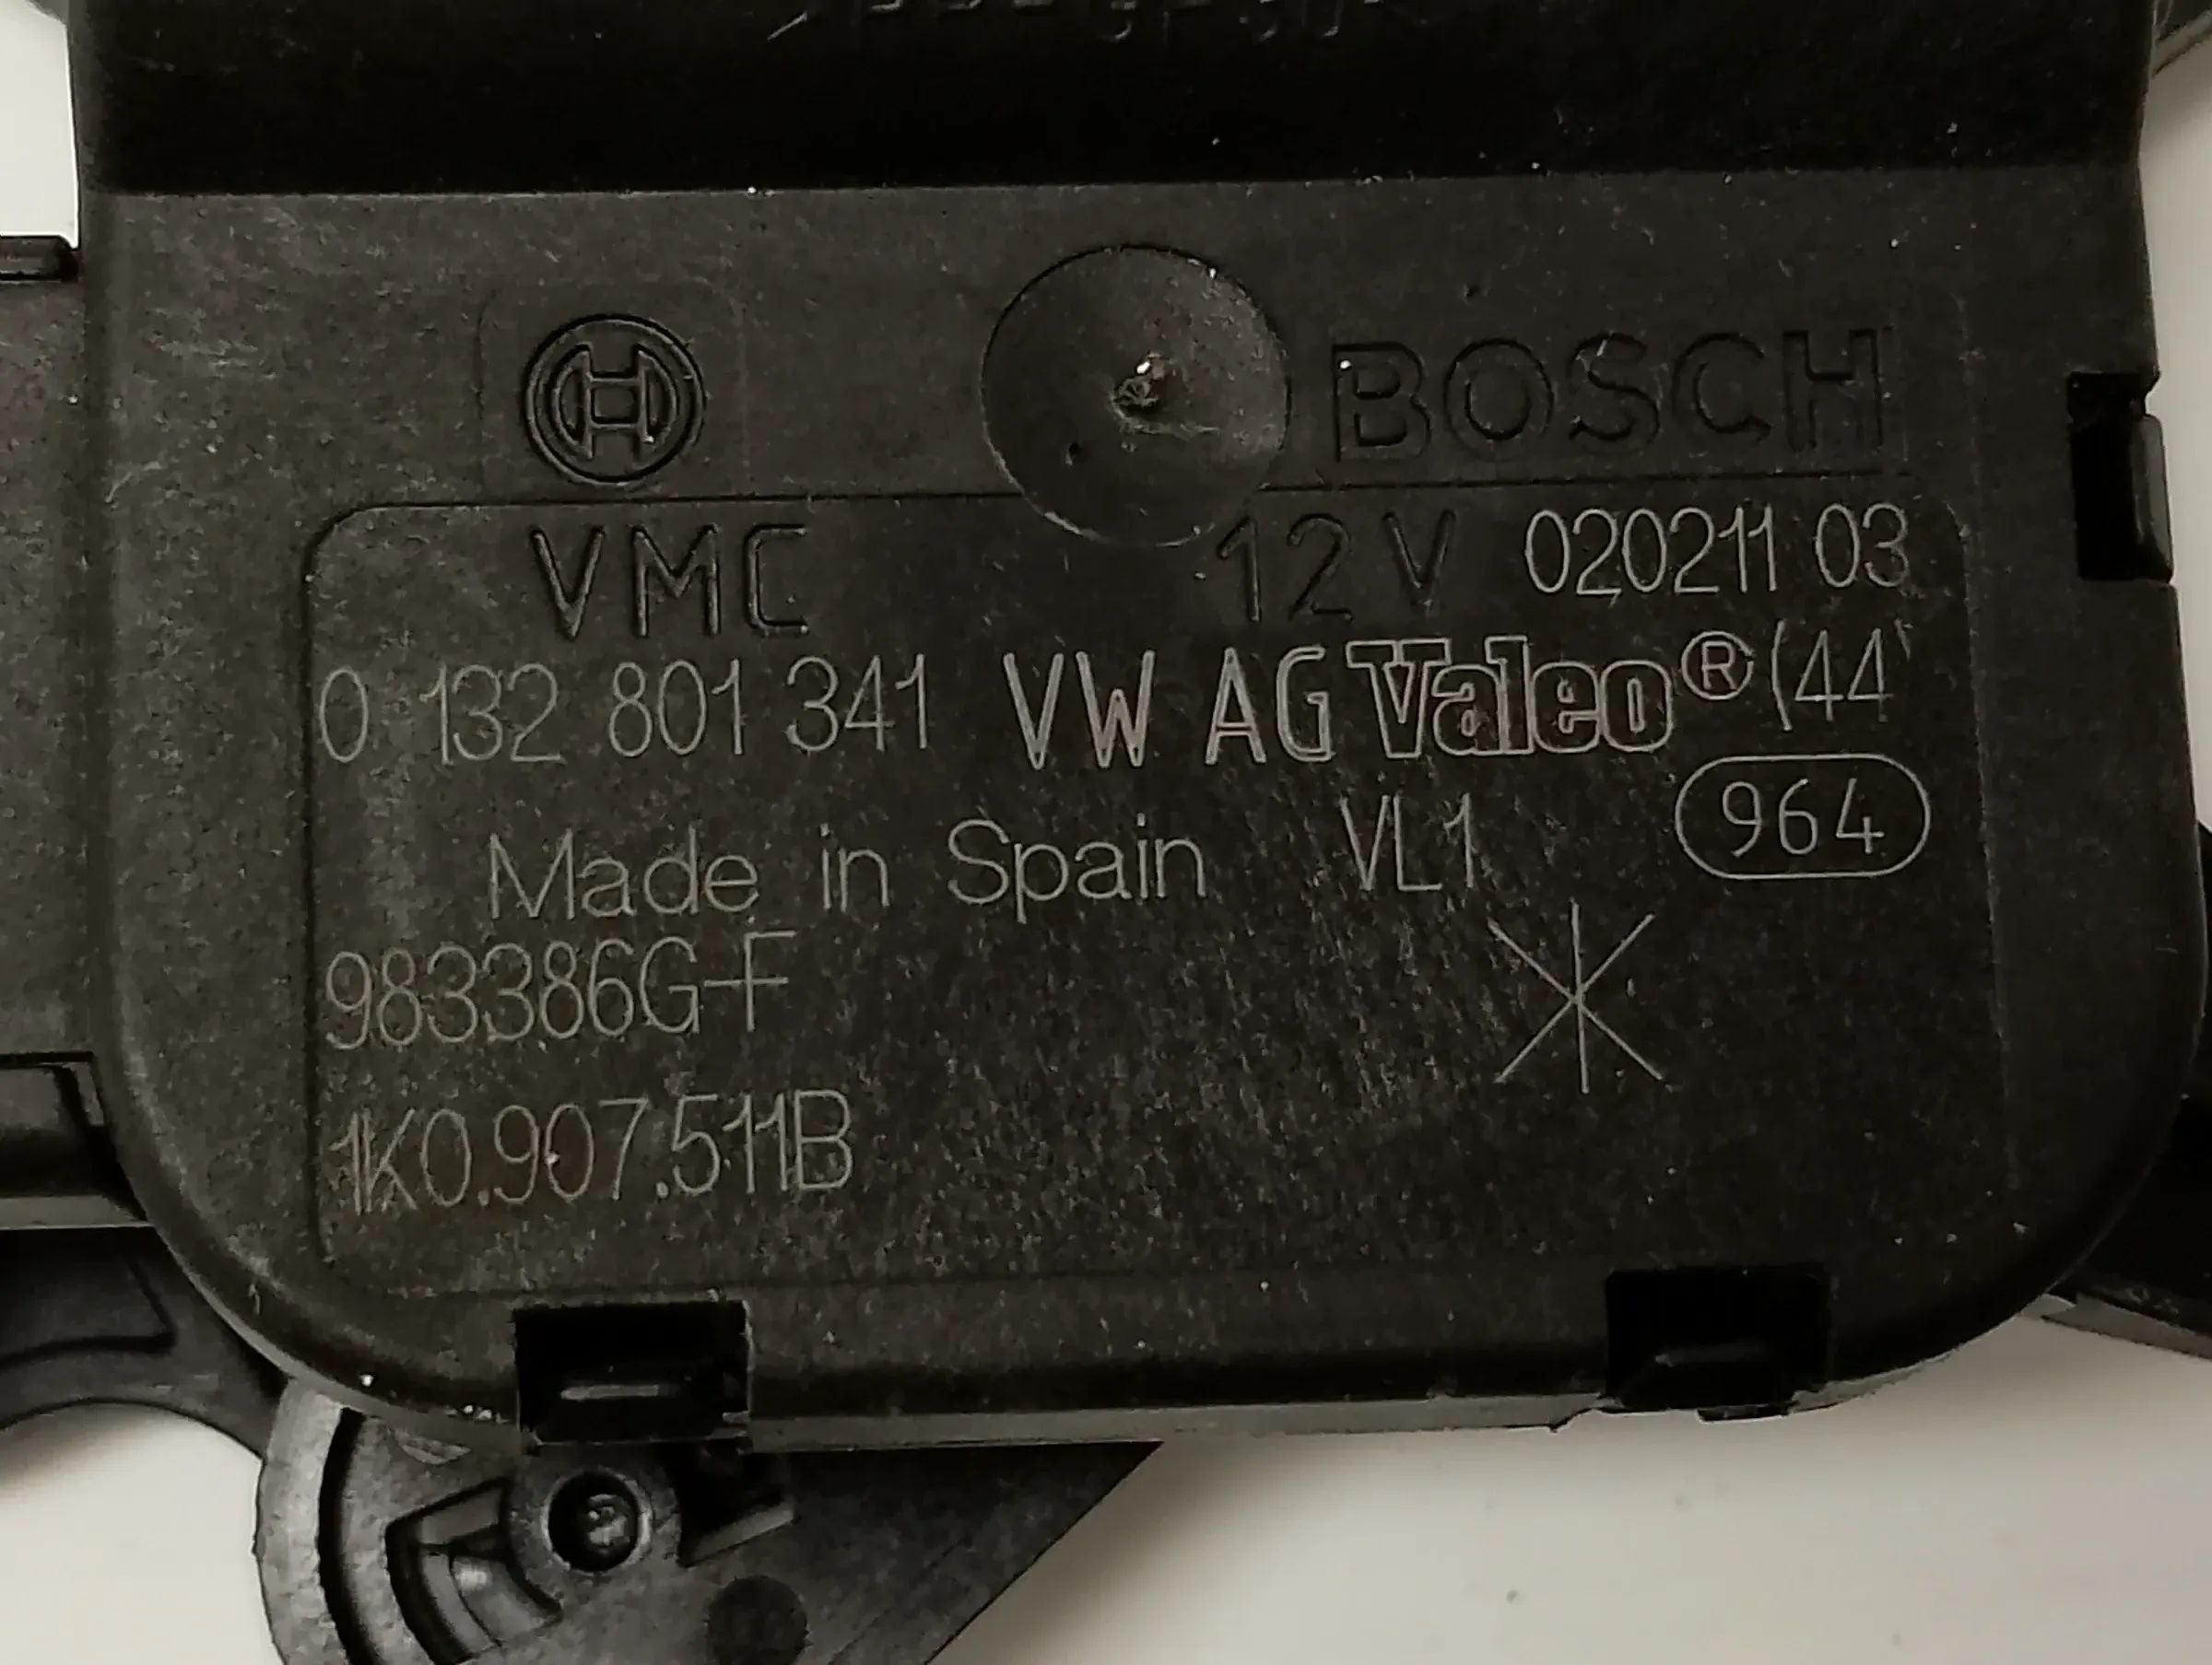 BOSCH
VMC 12V 020211 03
0 132 801 341 VW AG Valeo® (44
Made in Spain VL1 964
983386G-F
1K0.907.511B